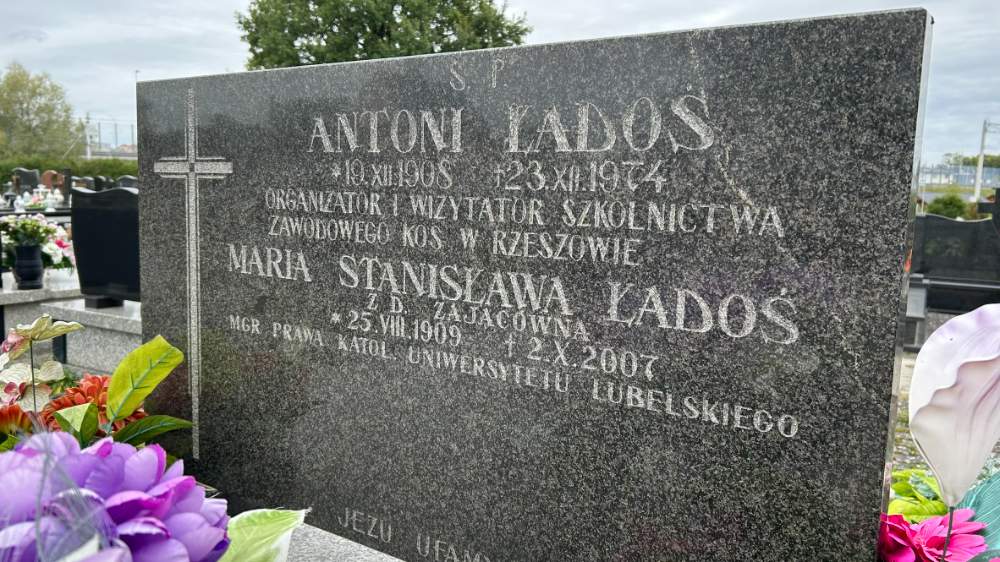 Ś P.
ANTONI ŁADOŚ
*19.XII.1908 †23.XII.1974
ORGANIZATOR I WIZYTATOR SZKOLNICTWA
ZAWODOWEGO KOS W RZESZOWIE
MARIA STANISŁAWA ŁADOŚ
Z D. ZAJĄCÓWNA
*25.VIII.1909 †2.X.2007
MGR PRAWA KATOL. UNIWERSYTETU LUBELSKIEGO
JEZU